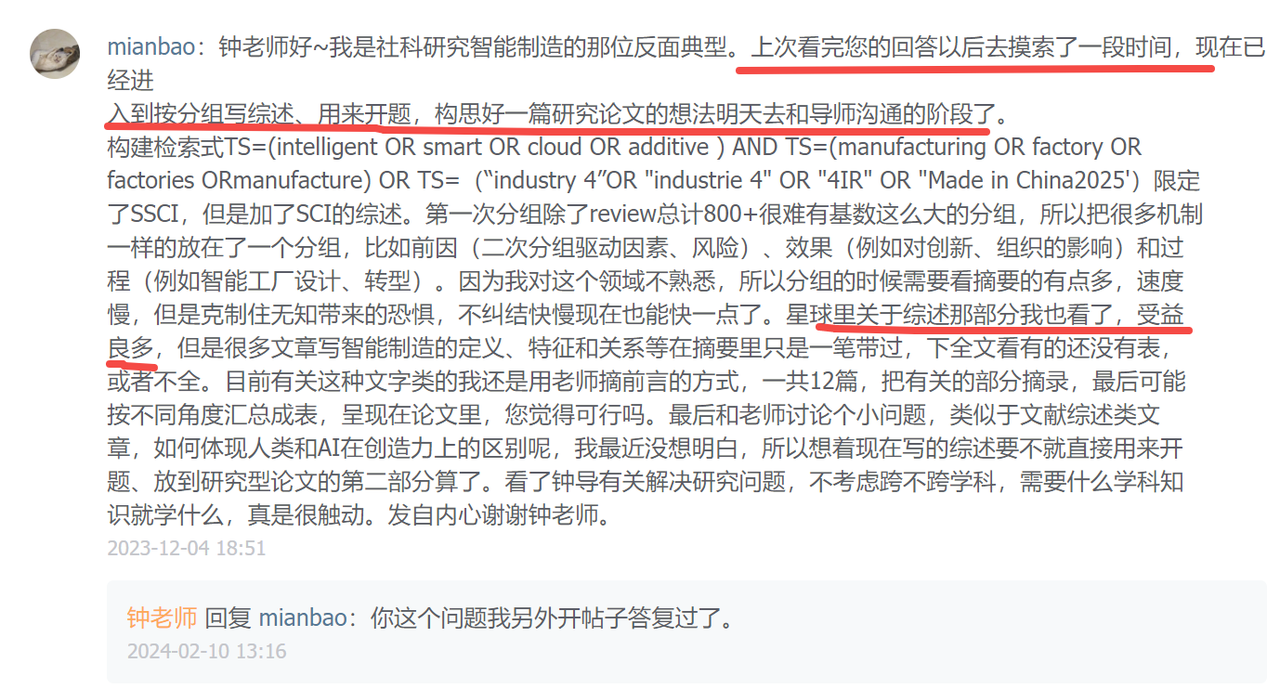 mianbao：钟老师好~我是社科研究智能制造的那位反面典型。上次看完您的回答以后去摸索了一段时间，现在已
经进
入到按分组写综述、用来开题，构思好一篇研究论文的想法明天去和导师沟通的阶段了。
构建检索式TS=(intelligent OR smart OR cloud OR additive ) AND TS=(manufacturing OR factory OR
factories ORmanufacture) OR TS=（“industry 4”OR "industrie 4" OR "4IR" OR "Made in China2025'）限定
了SSCI，但是加了SCI的综述。第一次分组除了review总计800+很难有基数这么大的分组，所以把很多机制
一样的放在了一个分组，比如前因（二次分组驱动因素、风险）、效果（例如对创新、组织的影响）和过
程（例如智能工厂设计、转型）。因为我对这个领域不熟悉，所以分组的时候需要看摘要的有点多，速度
慢，但是克制住无知带来的恐惧，不纠结快慢现在也能快一点了。星球里关于综述那部分我也看了，受益
良多，但是很多文章写智能制造的定义、特征和关系等在摘要里只是一笔带过，下全文看有的还没有表，
或者不全。目前有关这种文字类的我还是用老师摘前言的方式，一共12篇，把有关的部分摘录，最后可能
按不同角度汇总成表，呈现在论文里，您觉得可行吗。最后和老师讨论个小问题，类似于文献综述类文
章，如何体现人类和AI在创造力上的区别呢，我最近没想明白，所以想着现在写的综述要不就直接用来开
题、放到研究型论文的第二部分算了。看了钟导有关解决研究问题，不考虑跨不跨学科，需要什么学科知
识就学什么，真是很触动。发自内心谢谢钟老师。
2023-12-04 18:51
钟老师 回复 mianbao：你这个问题我另外开帖子答复过了。
2024-02-10 13:16